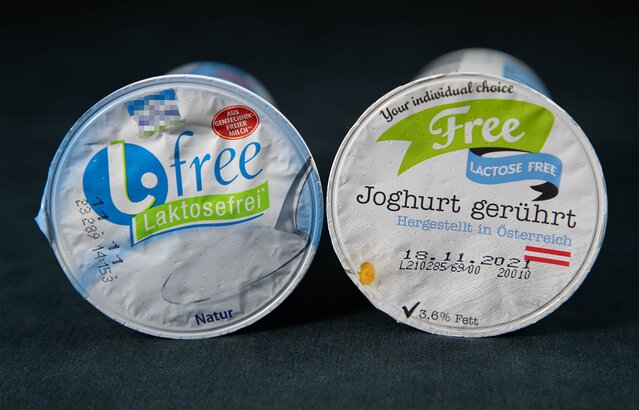 AUS
GENTECHNIK-
FREIER
MILCH
L.free
Laktosefrei
Natur
Your individual choice
Free
LACTOSE FREE
Joghurt gerührt
Hergestellt in Österreich
18.11.2021
L210295/69/00 20010
✓ 3,6% Fett